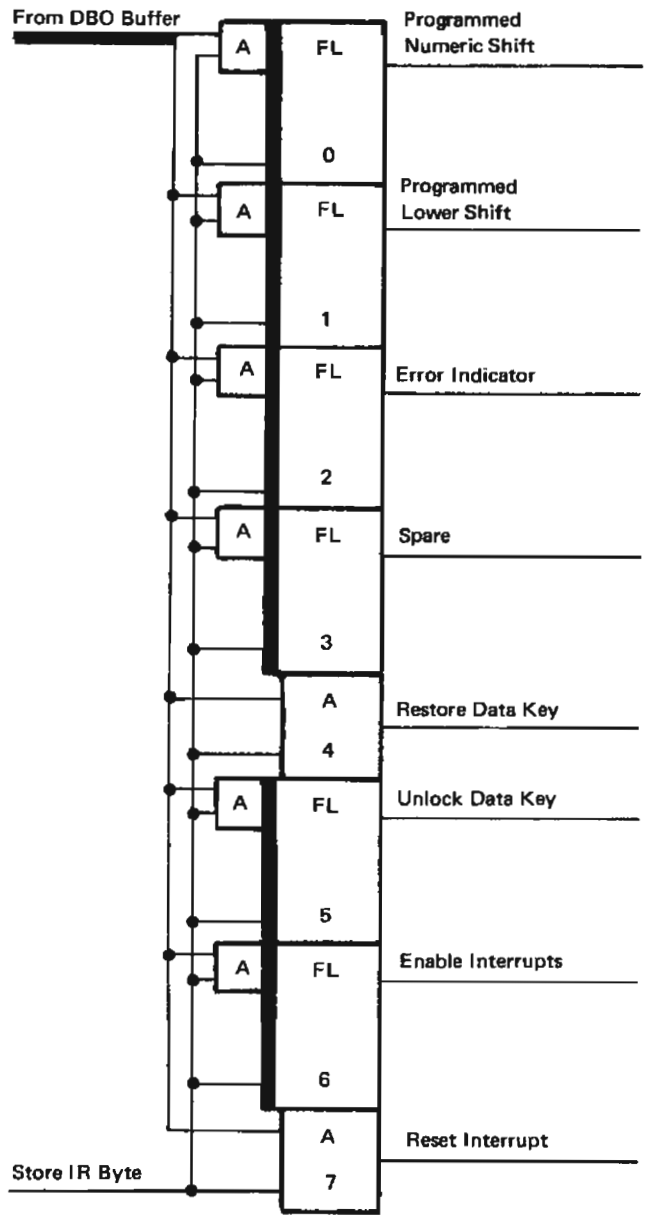 From DBO Buffer
Programmed
Numeric Shift
A
FL
0
Programmed
Lower Shift
A
FL
1
A
FL
Error Indicator
2
A
FL
Spare
3
A
Restore Data Key
4
A
FL
Unlock Data Key
5
A
FL
Enable Interrupts
6
A
Reset Interrupt
Store IR Byte
7